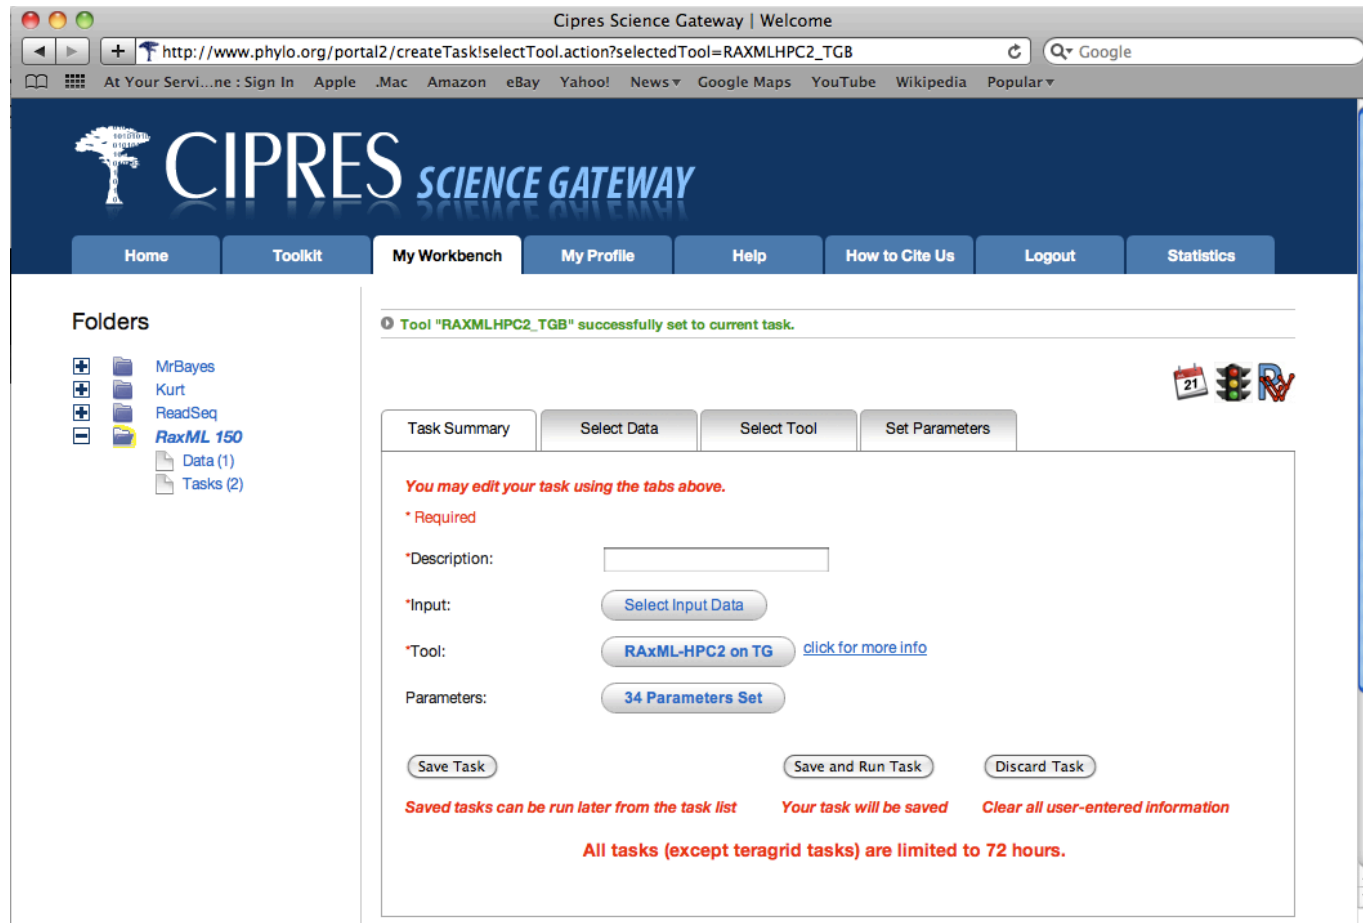 Cipres Science Gateway | Welcome
http://www.phylo.org/portal2/createTask!selectTool.action?selectedTool=RAXMLHPC2_TGB
Google
At Your Servi...ne : Sign In Apple .Mac Amazon eBay Yahoo! News Google Maps YouTube Wikipedia Popular
CIPRES SCIENCE GATEWAY
Home Toolkit My Workbench My Profile Help How to Cite Us Logout Statistics
Folders
MrBayes
Kurt
ReadSeq
RaxML 150
Data (1)
Tasks (2)
Tool "RAXMLHPC2_TGB" successfully set to current task.
21
Task Summary Select Data Select Tool Set Parameters
You may edit your task using the tabs above.
* Required
*Description:
*Input: Select Input Data
*Tool: RAxML-HPC2 on TG click for more info
Parameters: 34 Parameters Set
Save Task Save and Run Task Discard Task
Saved tasks can be run later from the task list Your task will be saved Clear all user-entered information
All tasks (except teragrid tasks) are limited to 72 hours.